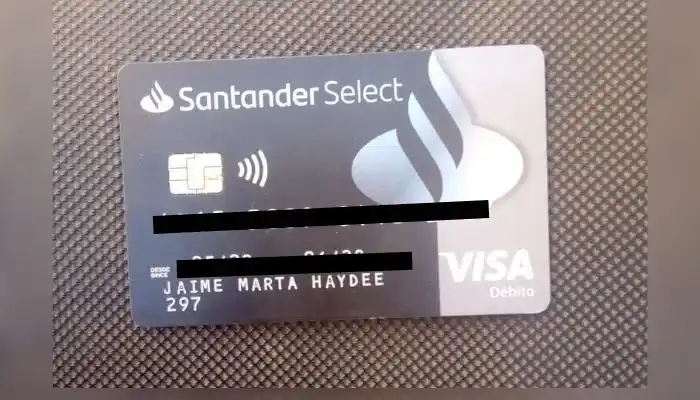 Santander Select
DESDE
SINCE
JAIME MARTA HAYDEE
297
VISA
Débito